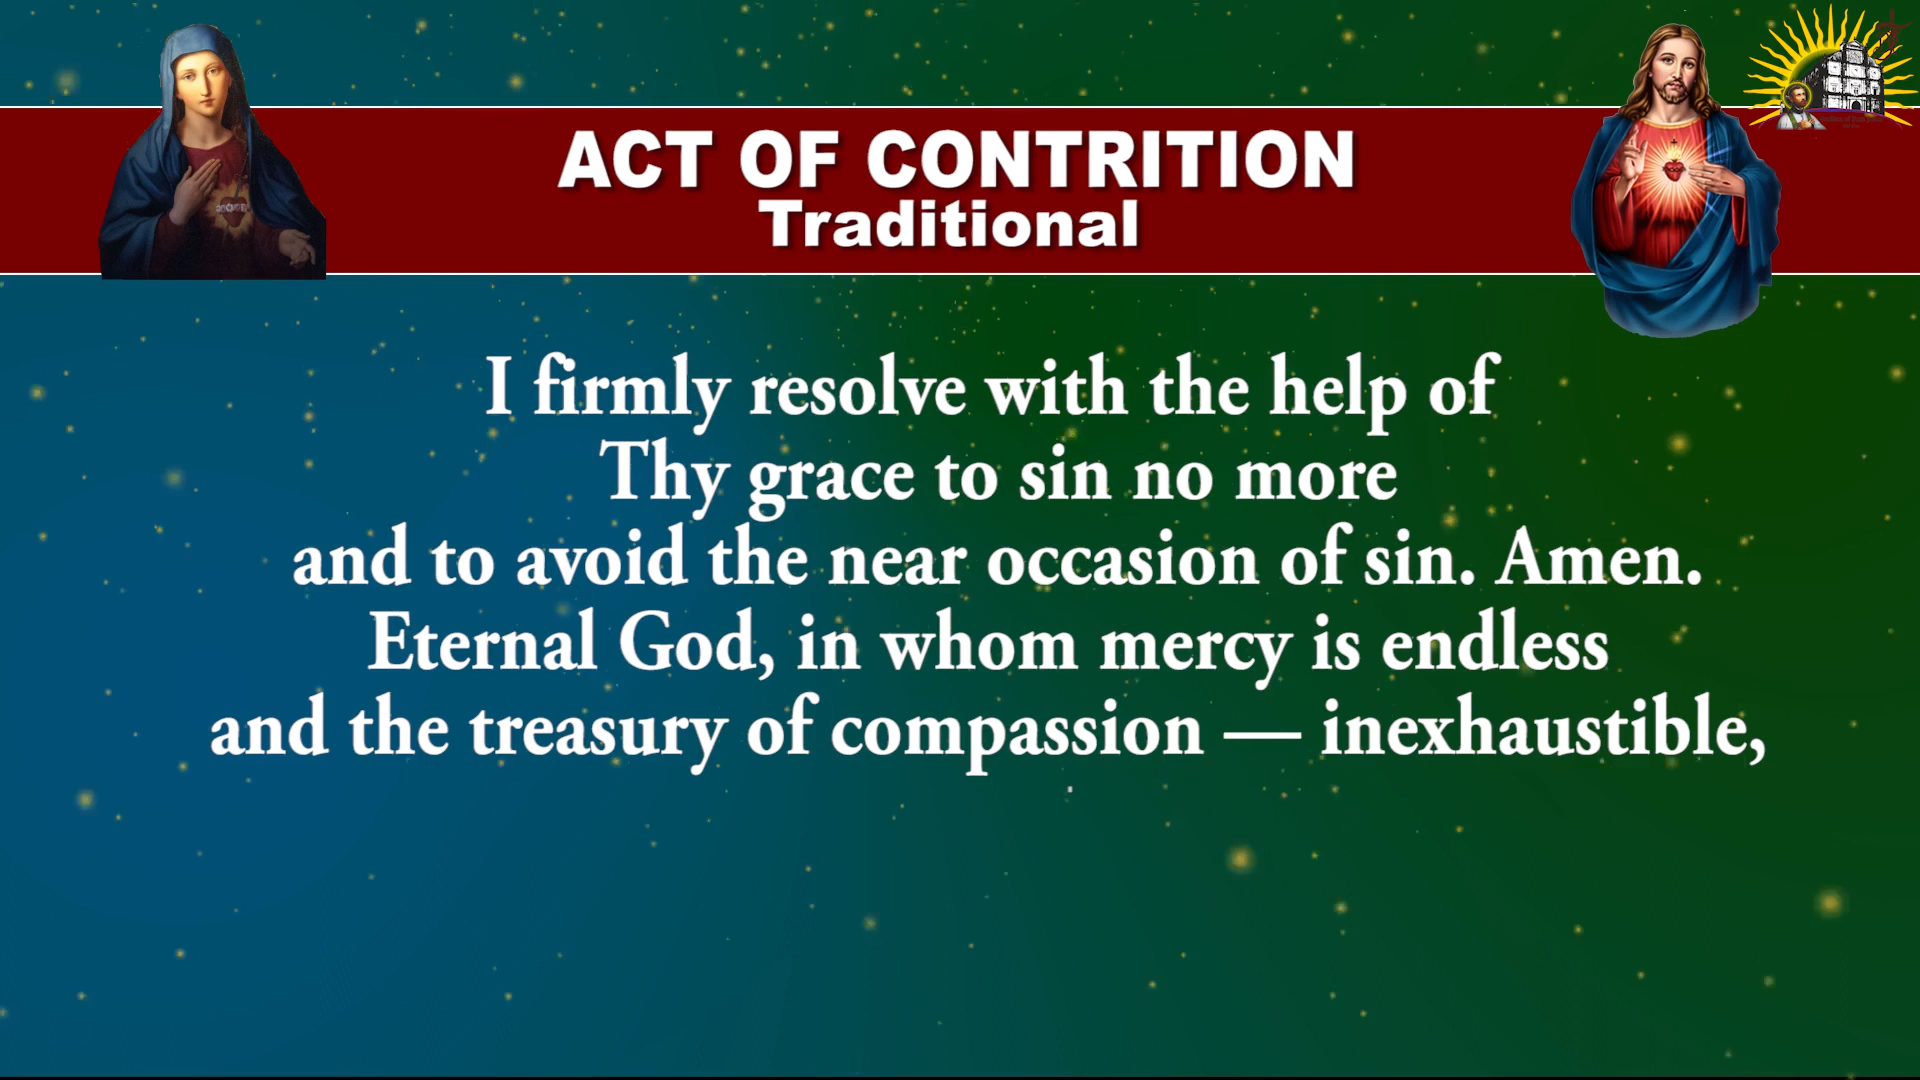 ACT OF CONTRITION
Traditional
I firmly resolve with the help of
Thy grace to sin no more
and to avoid the near occasion of sin. Amen.
Eternal God, in whom mercy is endless
and the treasury of compassion — inexhaustible,